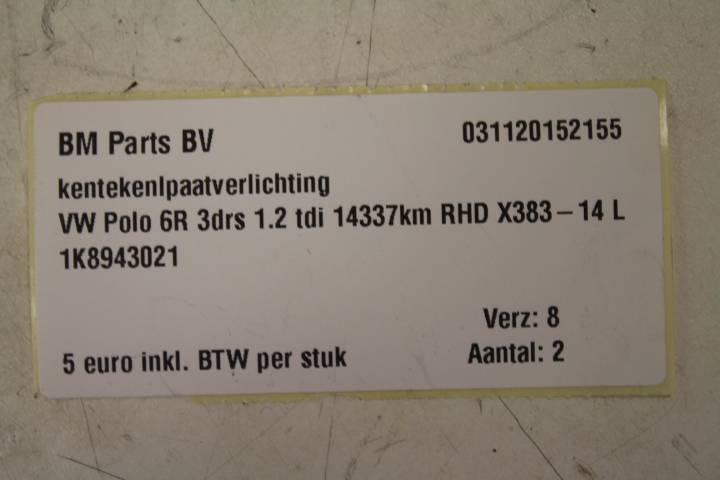 BM Parts BV 031120152155
kentekenlpaatverlichting
VW Polo 6R 3drs 1.2 tdi 14337km RHD X383-14 L
1K8943021
Verz: 8
5 euro inkl. BTW per stuk Aantal: 2